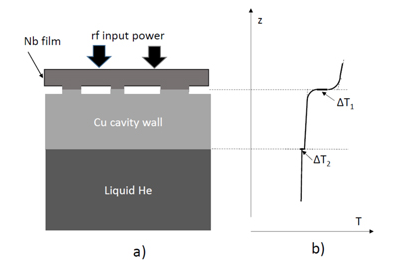 Nb film
rf input power
Cu cavity wall
Liquid He
a)
z
ΔT1
ΔT2
T
b)